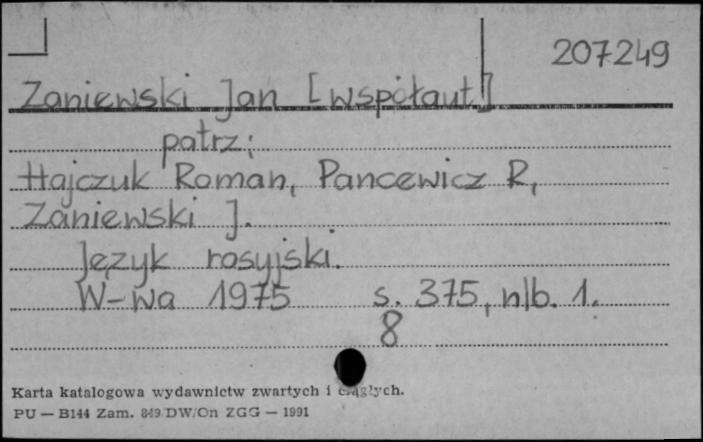 207249
Zaniewski Jan [współaut]
patrz:
Hajczuk Roman, Pancewicz R,
Zaniewski J.
Język rosyjski.
W-wa 1975 s. 375, nlb. 1.
8
Karta katalogowa wydawnictw zwartych i ciągłych.
PU — B144 Zam. 849/DW/On ZGG — 1991